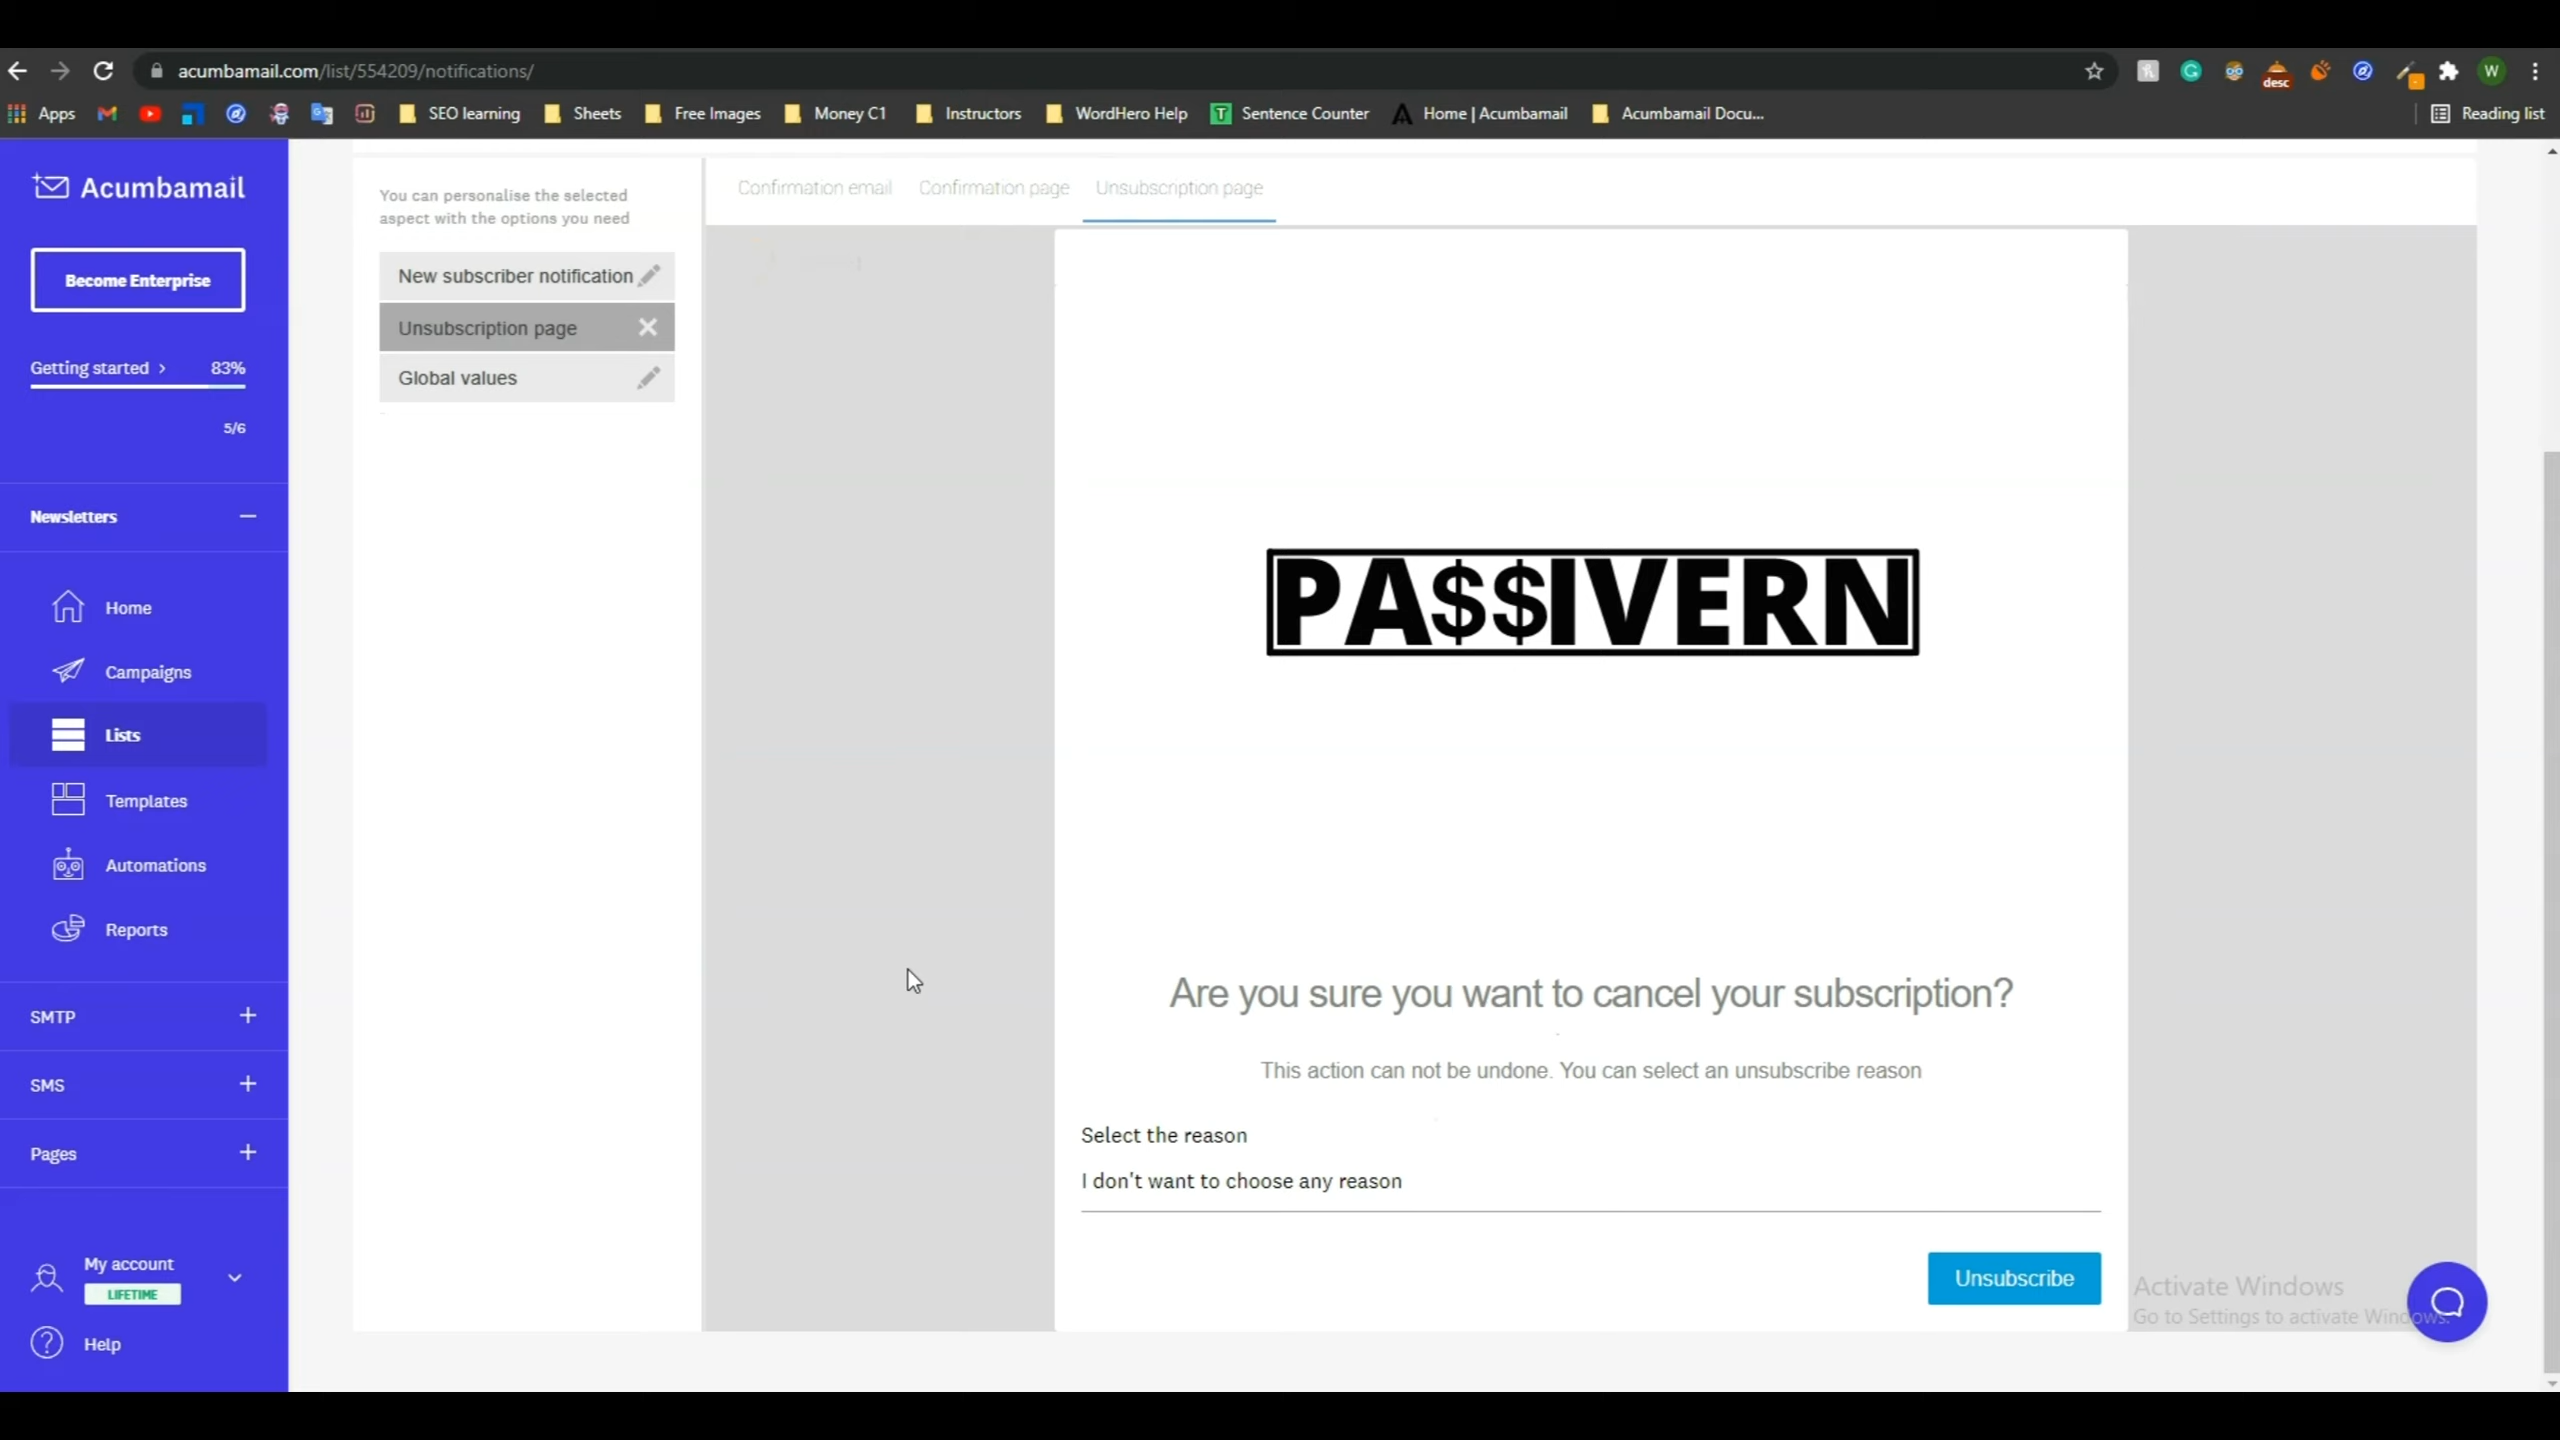 acumbamail.com/list/554209/notifications/
W
desc
Apps
SEO learning
Sheets
Free Images
Money C1
Instructors
WordHero Help
T
Sentence Counter
Home | Acumbamail
Acumbamail Docu...
Reading list
Acumbamail
Become Enterprise
Getting started > 83%
5/6
Newsletters
Home
Campaigns
Lists
Templates
Automations
Reports
SMTP +
SMS +
Pages +
My account
LIFETIME
Help
You can personalise the selected
aspect with the options you need
New subscriber notification
Unsubscription page
Global values
Confirmation email
Confirmation page
Unsubscription page
PA$$IVERN
Are you sure you want to cancel your subscription?
This action can not be undone. You can select an unsubscribe reason
Select the reason
I don't want to choose any reason
Unsubscribe
Activate Windows
Go to Settings to activate Windows.